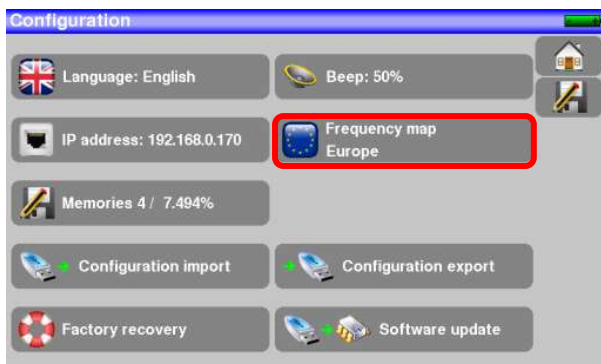 Configuration
Language: English
Beep: 50%
IP address: 192.168.0.170
Frequency map
Europe
Memories 4 / 7.494%
Configuration import
Configuration export
Factory recovery
Software update